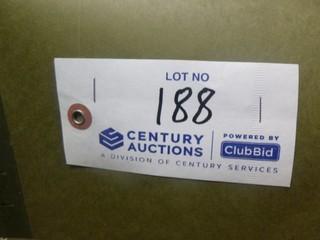 LOT NO
188
CENTURY AUCTIONS
POWERED BY
ClubBid
A DIVISION OF CENTURY SERVICES